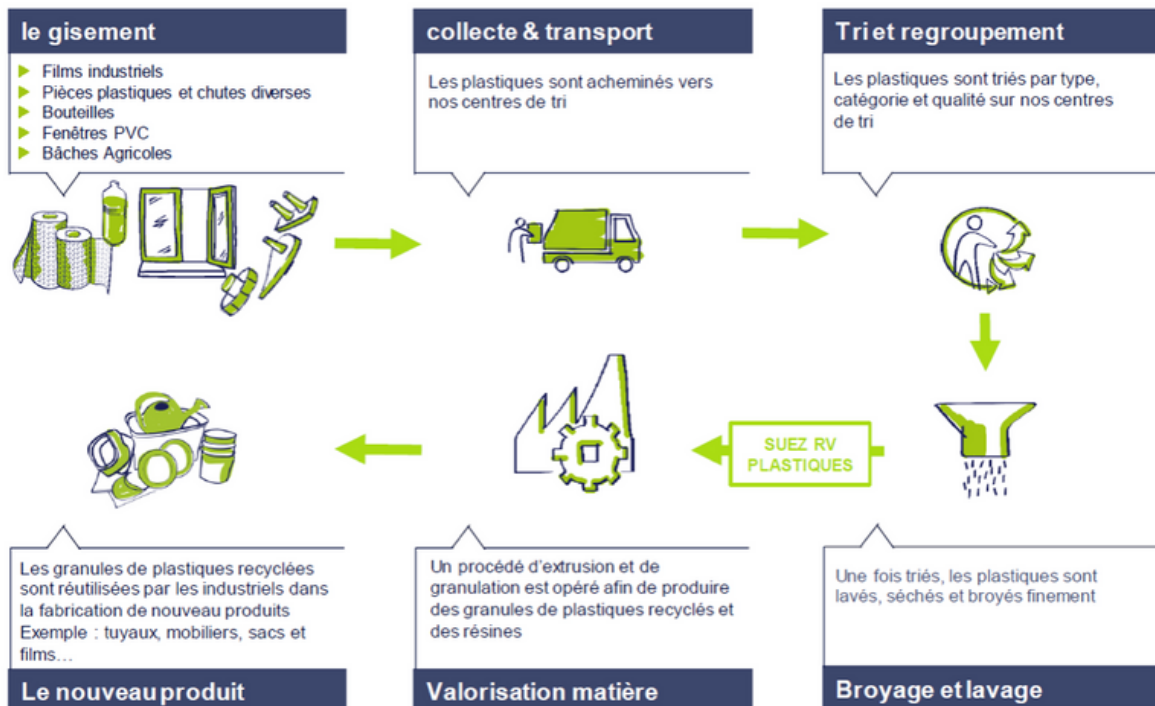 le gisement
Films industriels
Pièces plastiques et chutes diverses
Bouteilles
Fenêtres PVC
Bâches Agricoles
collecte & transport
Les plastiques sont acheminés vers
nos centres de tri
Tri et regroupement
Les plastiques sont triés par type,
catégorie et qualité sur nos centres
de tri
SUEZ RV
PLASTIQUES
Une fois triés, les plastiques sont
lavés, séchés et broyés finement
Broyage et lavage
Un procédé d'extrusion et de
granulation est opéré afin de produire
des granules de plastiques recyclés et
des résines
Valorisation matière
Les granules de plastiques recyclées
sont réutilisées par les industriels dans
la fabrication de nouveau produits
Exemple : tuyaux, mobiliers, sacs et
films…
Le nouveau produit